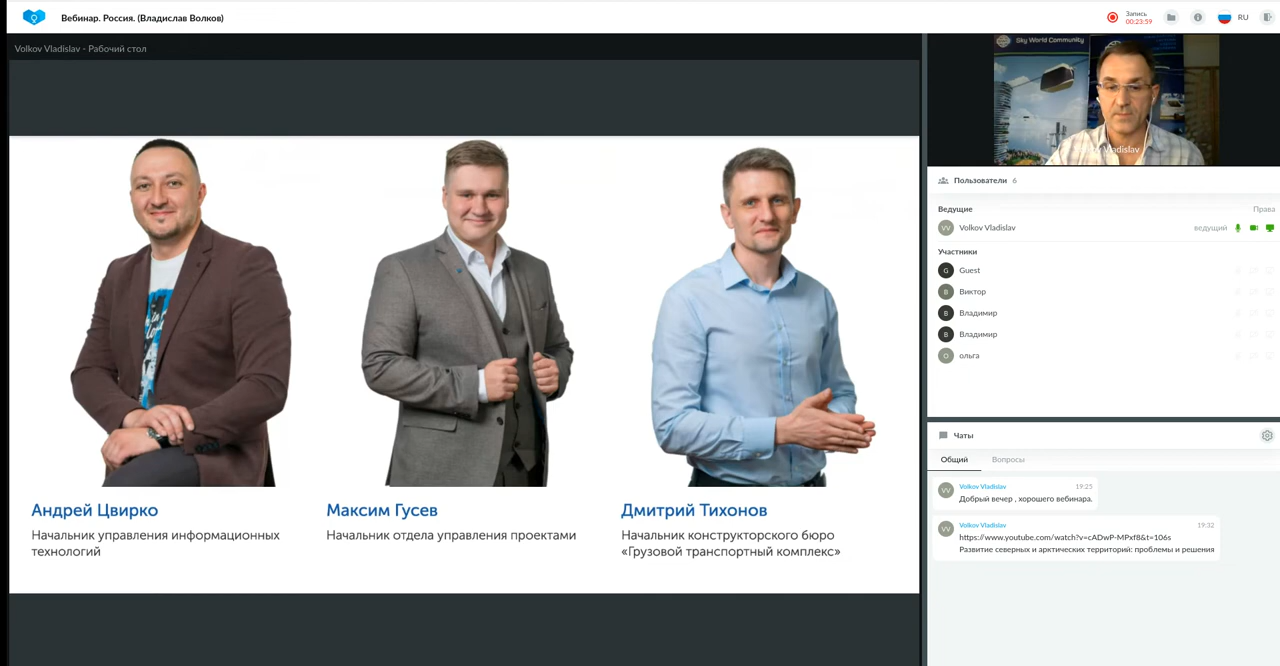 Вебинар. Россия. (Владислав Волков)
Запись
00:23:59
RU
Volkov Vladislav - Рабочий стол
Sky World Community
Volkov Vladislav
Андрей Цвирко
Начальник управления информационных
технологий
Максим Гусев
Начальник отдела управления проектами
Дмитрий Тихонов
Начальник конструкторского бюро
«Грузовой транспортный комплекс»
Пользователи 6
Ведущие Права
VV Volkov Vladislav ведущий
Участники
G Guest
В Виктор
В Владимир
В Владимир
О ольга
Чаты
Общий Вопросы
VV Volkov Vladislav 19:25
Добрый вечер , хорошего вебинара.
VV Volkov Vladislav 19:32
https://www.youtube.com/watch?v=cADwP-MPxf8&t=106s
Развитие северных и арктических территорий: проблемы и решения